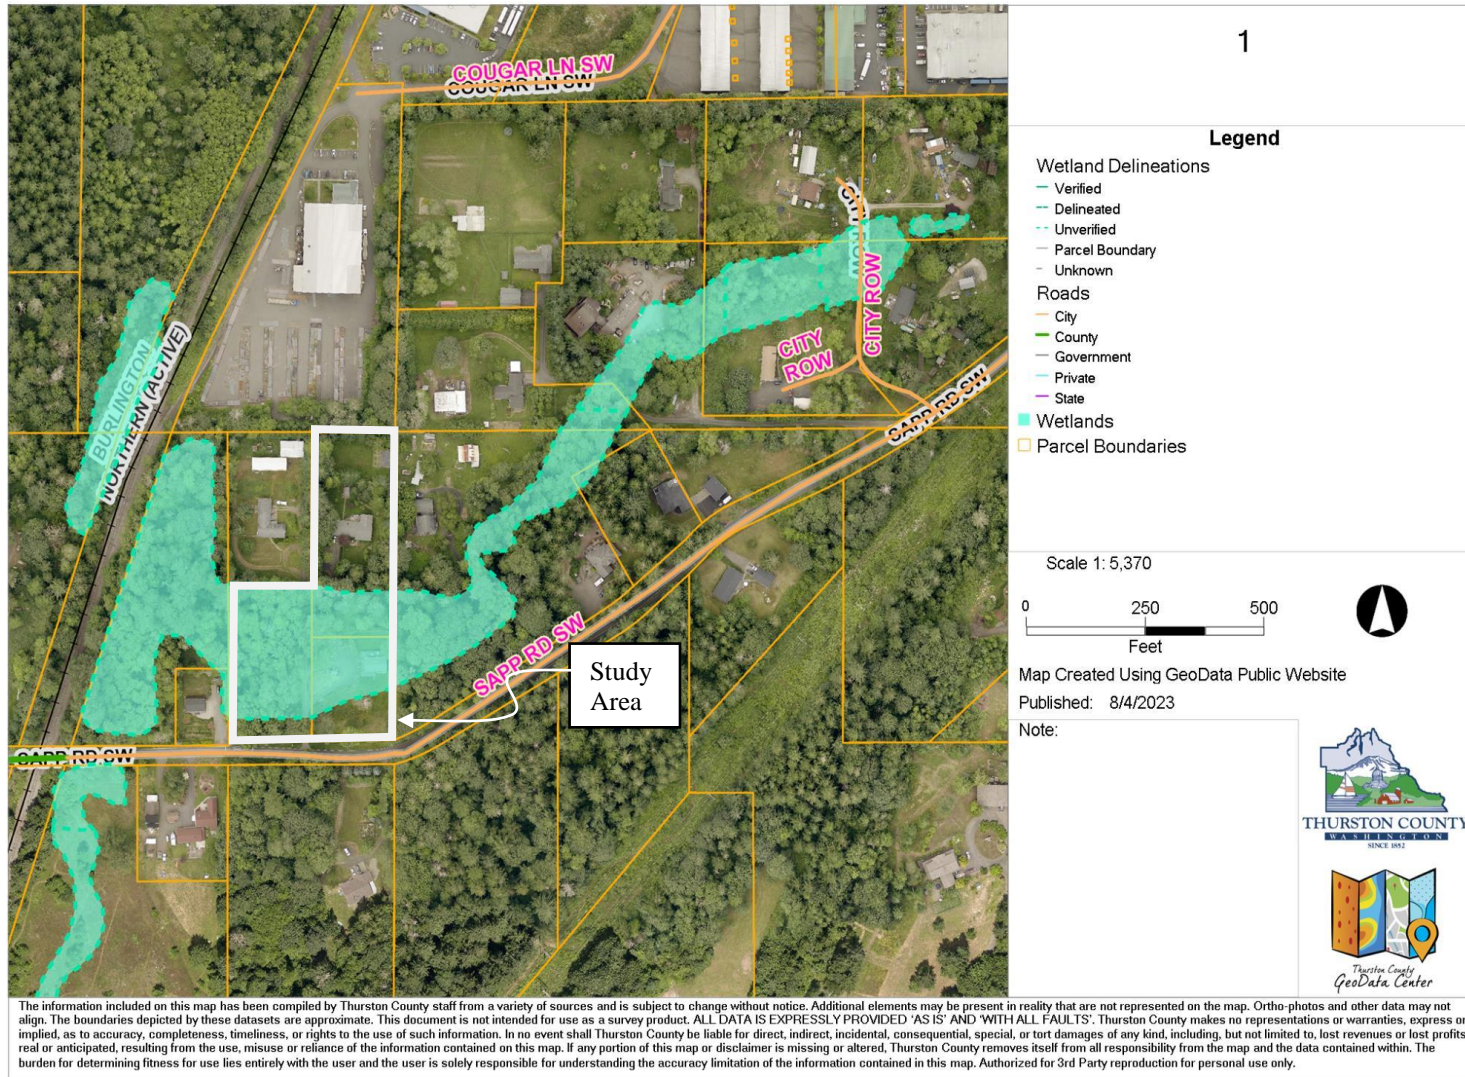 1
Legend
Wetland Delineations
Verified
Delineated
Unverified
Parcel Boundary
Unknown
Roads
City
County
Government
Private
State
Wetlands
Parcel Boundaries
Scale 1: 5,370
0 250 500
Feet
Map Created Using GeoData Public Website
Published: 8/4/2023
Note:
THURSTON COUNTY
WASHINGTON
SINCE 1852
Thurston County
GeoData Center
COUGAR LN SW
COUGAR LN SW
CITY ROW
CITY
ROW
BURLINGTON
NORTHERN (ACTIVE)
SAPP RD SW
SAPP RD SW
Study
Area
SAPP RD SW
The information included on this map has been compiled by Thurston County staff from a variety of sources and is subject to change without notice. Additional elements may be present in reality that are not represented on the map. Ortho-photos and other data may not
align. The boundaries depicted by these datasets are approximate. This document is not intended for use as a survey product. ALL DATA IS EXPRESSLY PROVIDED 'AS IS' AND 'WITH ALL FAULTS'. Thurston County makes no representations or warranties, express or
implied, as to accuracy, completeness, timeliness, or rights to the use of such information. In no event shall Thurston County be liable for direct, indirect, incidental, consequential, special, or tort damages of any kind, including, but not limited to, lost revenues or lost profits,
real or anticipated, resulting from the use, misuse or reliance of the information contained on this map. If any portion of this map or disclaimer is missing or altered, Thurston County removes itself from all responsibility from the map and the data contained within. The
burden for determining fitness for use lies entirely with the user and the user is solely responsible for understanding the accuracy limitation of the information contained in this map. Authorized for 3rd Party reproduction for personal use only.